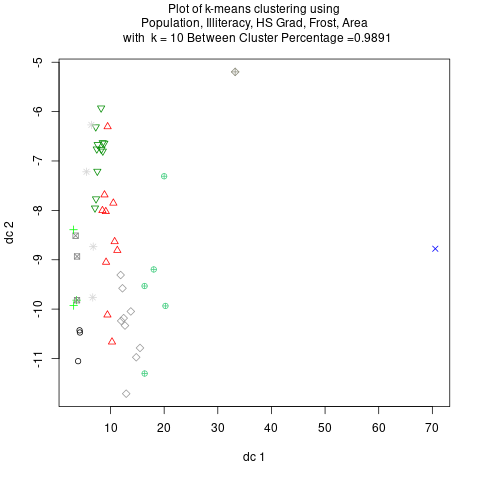 Plot of k-means clustering using
Population, Illiteracy, HS Grad, Frost, Area
with  k = 10 Between Cluster Percentage =0.9891
-5
-6
-7
-8
-9
-10
-11
dc 2
10 20 30 40 50 60 70
dc 1